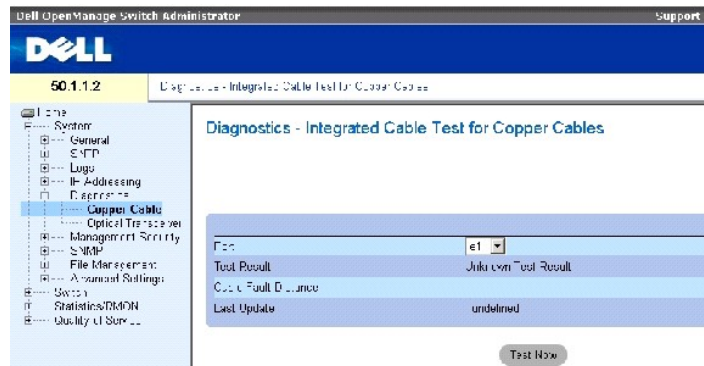 Dell OpenManage Switch Administrator
Support
DELL
50.1.1.2
- Integrated Cable Test for Copper Cables
Home
System
General
SNTP
Logs
IP Addressing
Diagnostics
Copper Cable
Optical Transceiver
Management Security
SNMP
File Management
Advanced Settings
Switch
Statistics/RMON
Quality of Service
Diagnostics - Integrated Cable Test for Copper Cables
Port
e1
Test Result
Unknown Test Result
Cable Fault Distance
Last Update
undefined
Test Now